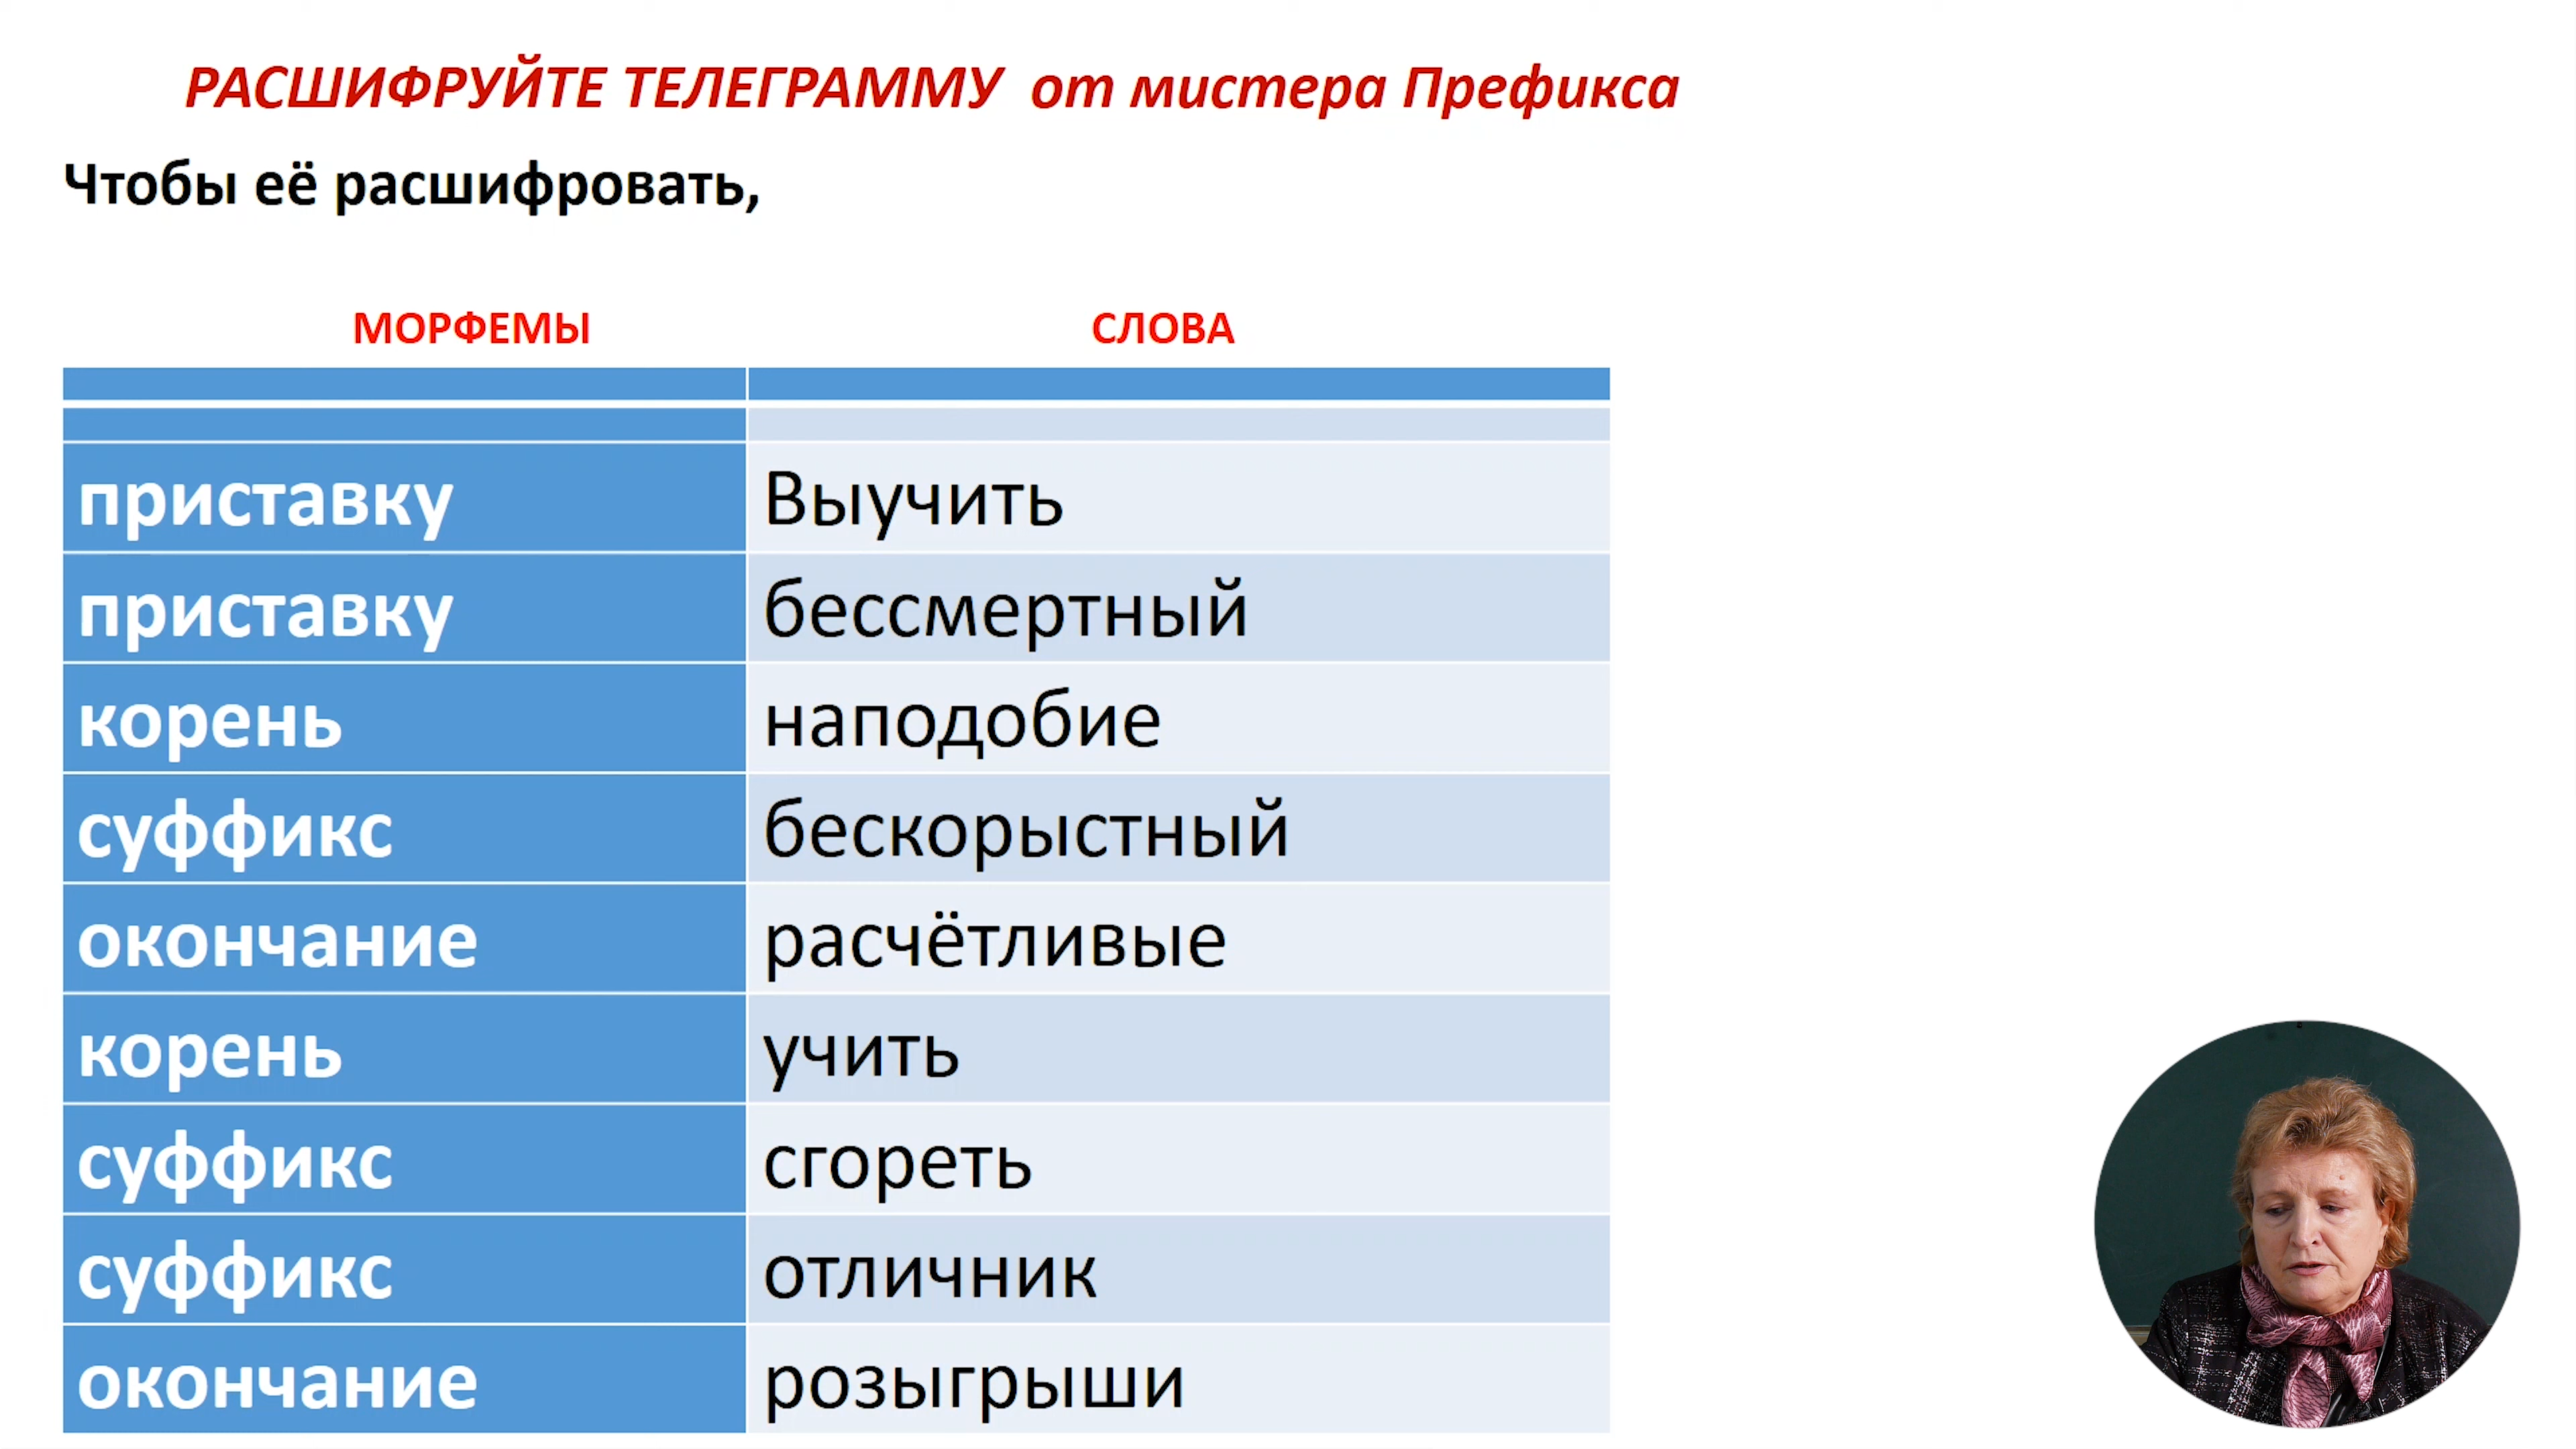 РАСШИФРУЙТЕ ТЕЛЕГРАММУ от мистера Префикса
Чтобы её расшифровать,
МОРФЕМЫ СЛОВА
приставку Выучить
приставку бессмертный
корень наподобие
суффикс бескорыстный
окончание расчётливые
корень учить
суффикс сгореть
суффикс отличник
окончание розыгрыши